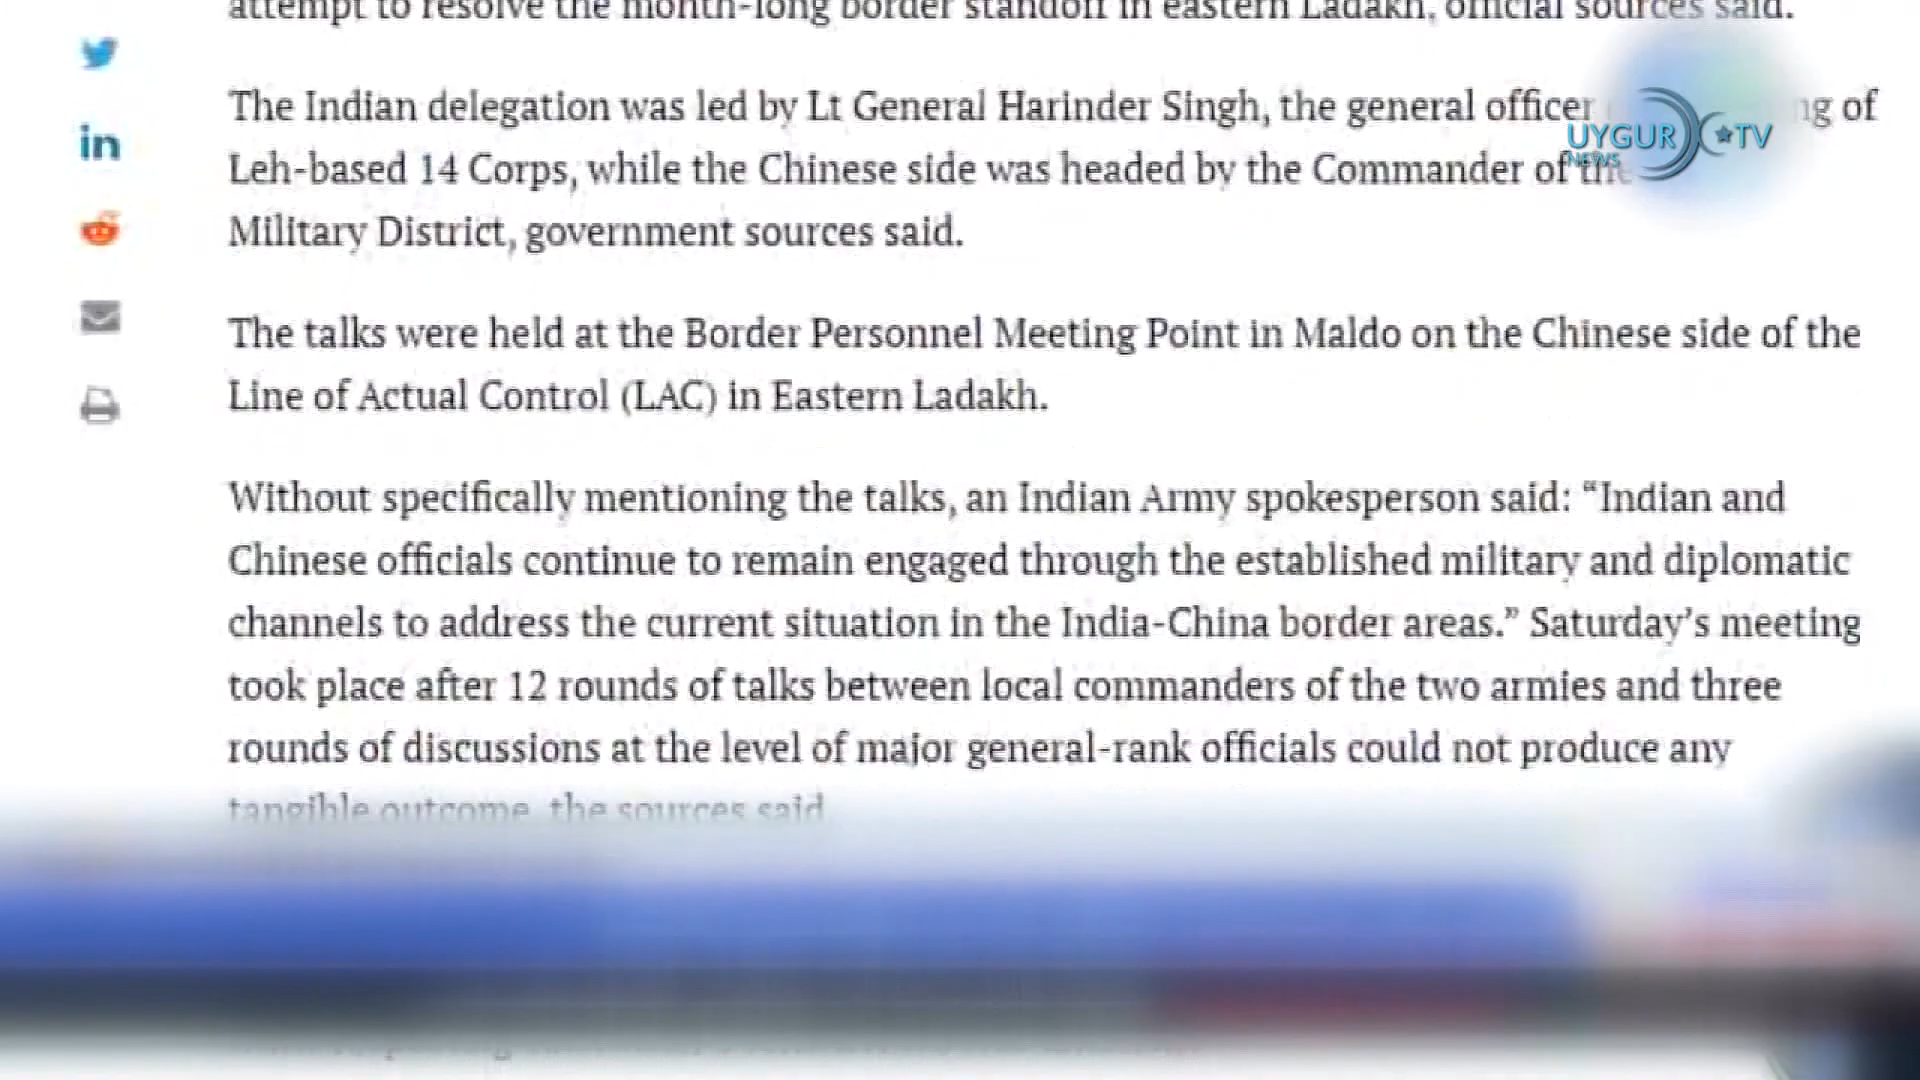 attempt to resolve the month-long border standoff in eastern Ladakh, official sources said.
The Indian delegation was led by Lt General Harinder Singh, the general officer ng of
Leh-based 14 Corps, while the Chinese side was headed by the Commander of the
Military District, government sources said.
The talks were held at the Border Personnel Meeting Point in Maldo on the Chinese side of the
Line of Actual Control (LAC) in Eastern Ladakh.
Without specifically mentioning the talks, an Indian Army spokesperson said: “Indian and
Chinese officials continue to remain engaged through the established military and diplomatic
channels to address the current situation in the India-China border areas.” Saturday’s meeting
took place after 12 rounds of talks between local commanders of the two armies and three
rounds of discussions at the level of major general-rank officials could not produce any
tangible outcome, the sources said
in
UYGUR TV
NEWS